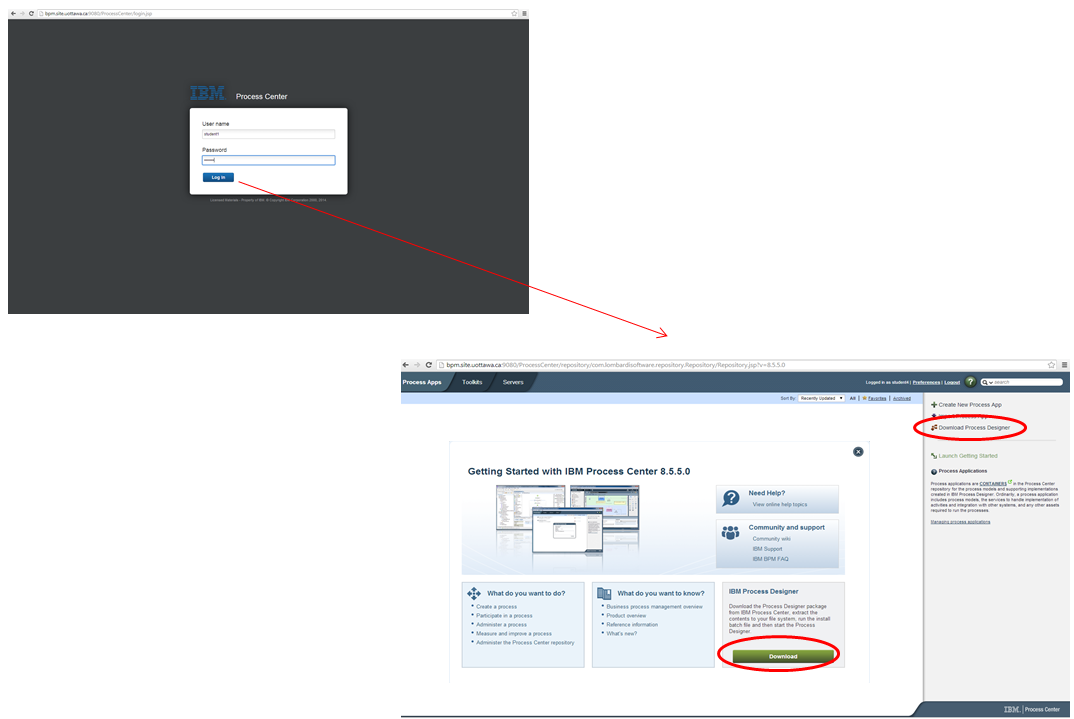 bpm.site.uottawa.ca:9080/ProcessCenter/login.jsp
IBM Process Center
User name
student1
Password
Log In
Licensed Materials - Property of IBM. © Copyright IBM Corporation 2000, 2014.
bpm.site.uottawa.ca:9080/ProcessCenter/repository/com.lombardisoftware.repository.Repository/Repository.jsp?v=8.5.5.0
Process Apps Toolkits Servers
Logged in as student1 | Preferences | Logout ? search
Sort By: Recently Updated All | Favorites | Archived
Create New Process App
Download Process Designer
Launch Getting Started
Process Applications
Process applications are CONTAINERS in the Process Center
repository for the process models and supporting implementations
created in IBM Process Designer. Ordinarily, a process application
includes process models, the services to handle implementation of
activities and integration with other systems, and any other assets
required to run the processes.
Managing process applications
Getting Started with IBM Process Center 8.5.5.0
Need Help?
View online help topics
Community and support
Community wiki
IBM Support
IBM BPM FAQ
What do you want to do?
• Create a process
• Participate in a process
• Administer a process
• Measure and improve a process
• Administer the Process Center repository
What do you want to know?
• Business process management overview
• Product overview
• Reference information
• What's new?
IBM Process Designer
Download the Process Designer package
from IBM Process Center, extract the
contents to your file system, run the install
batch file and then start the Process
Designer.
Download
IBM. Process Center